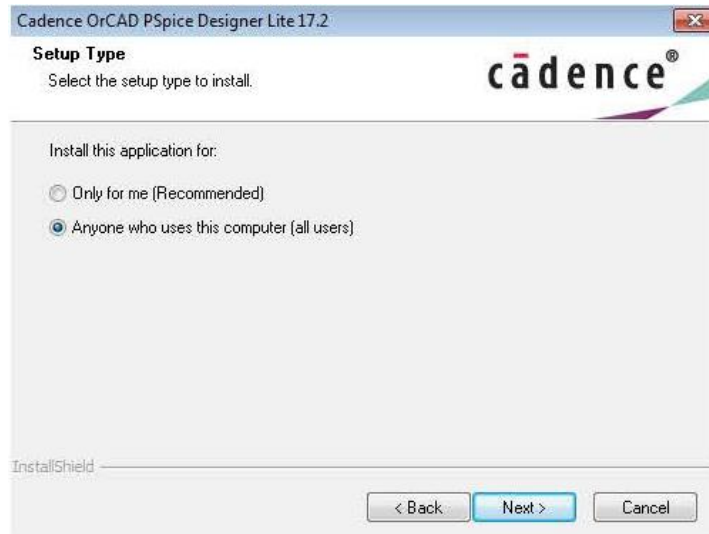 Cadence OrCAD PSpice Designer Lite 17.2
Setup Type
Select the setup type to install.
cādence®
Install this application for:
Only for me (Recommended)
Anyone who uses this computer (all users)
InstallShield
< Back
Next >
Cancel